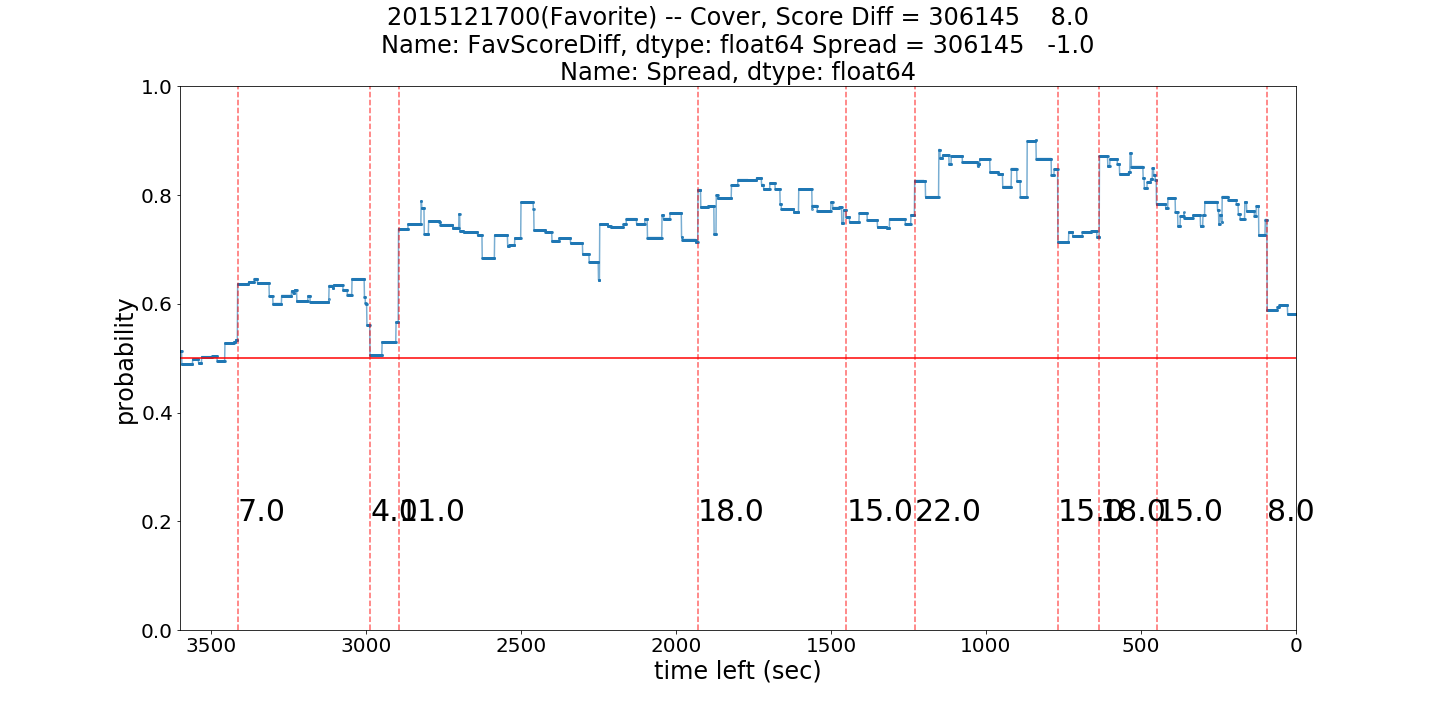 2015121700(Favorite) -- Cover, Score Diff = 306145    8.0
Name: FavScoreDiff, dtype: float64 Spread = 306145   -1.0
Name: Spread, dtype: float64
1.0
0.8
0.6
0.4
0.2
0.0
probability
7.0
4.0
11.0
18.0
15.0
22.0
15.0
18.0
15.0
8.0
3500 3000 2500 2000 1500 1000 500 0
time left (sec)